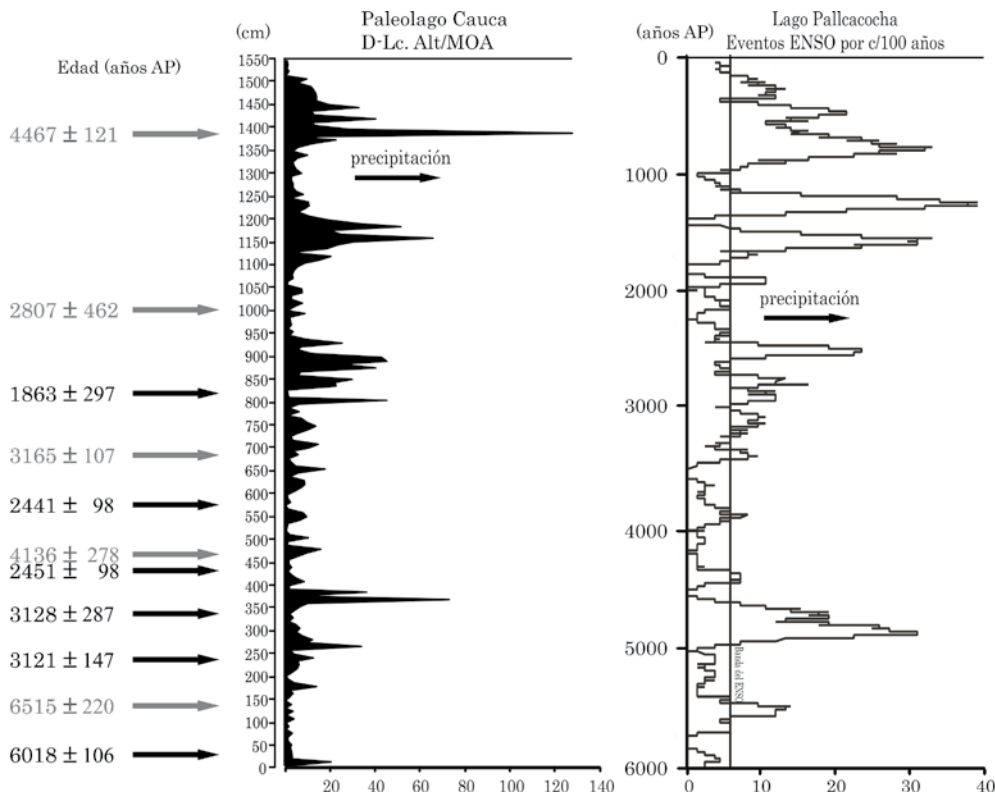 Paleolago Cauca
D-Lc. Alt/MOA
(cm)
Edad (años AP)
1550
1500
1450
1400
1350
1300
1250
1200
1150
1100
1050
1000
950
900
850
800
750
700
650
600
550
500
450
400
350
300
250
200
150
100
50
0
4467 ± 121
2807 ± 462
1863 ± 297
3165 ± 107
2441 ± 98
4136 ± 278
2451 ± 98
3128 ± 287
3121 ± 147
6515 ± 220
6018 ± 106
precipitación
20 40 60 80 100 120 140
Lago Pallcacocha
Eventos ENSO por c/100 años
(años AP)
0
1000
2000
3000
4000
5000
6000
precipitación
Banda del ENSO
0 10 20 30 40